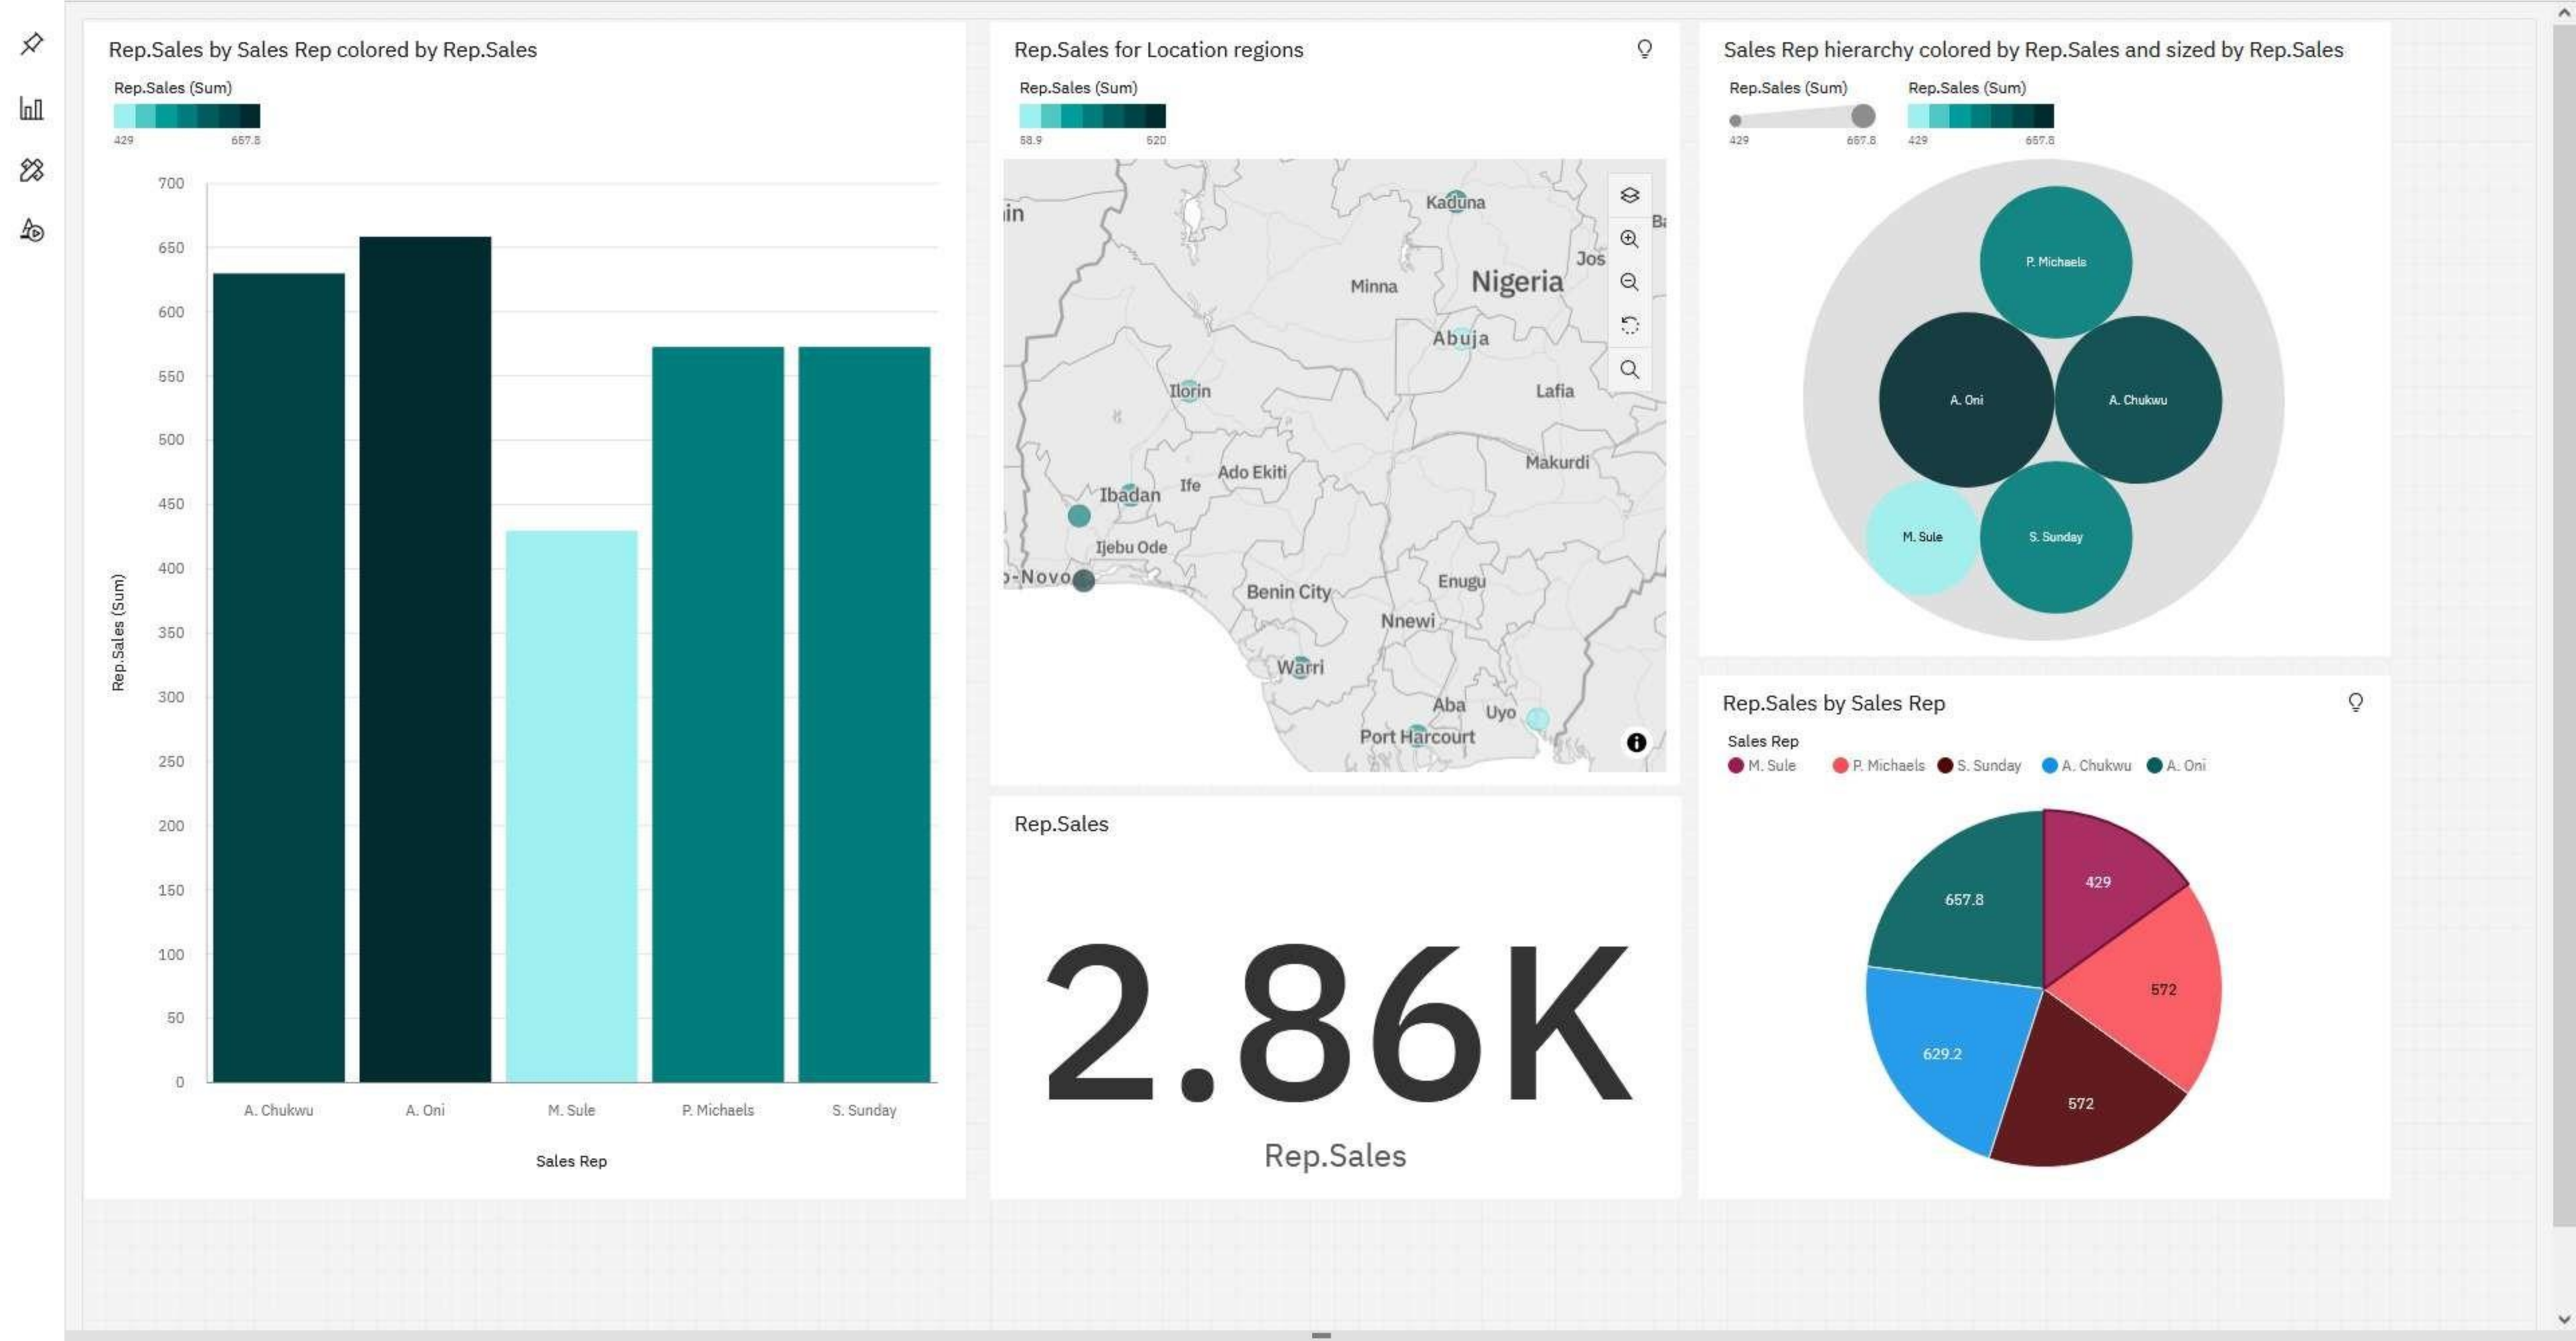 Rep.Sales by Sales Rep colored by Rep.Sales
Rep.Sales (Sum)
429 657.8
700
650
600
550
500
450
400
350
300
250
200
150
100
50
0
Rep.Sales (Sum)
A. Chukwu A. Oni M. Sule P. Michaels S. Sunday
Sales Rep
Rep.Sales for Location regions
Rep.Sales (Sum)
58.9 520
Kaduna
in
Jos
Nigeria
Minna
Abuja
Ilorin
Lafia
Makurdi
Ado Ekiti
Ife
Ibadan
Ijebu Ode
o-Novo
Enugu
Benin City
Nnewi
Warri
Aba
Uyo
Port Harcourt
Rep.Sales
2.86K
Rep.Sales
Sales Rep hierarchy colored by Rep.Sales and sized by Rep.Sales
Rep.Sales (Sum) Rep.Sales (Sum)
429 657.8 429 657.8
P. Michaels
A. Oni
A. Chukwu
M. Sule
S. Sunday
Rep.Sales by Sales Rep
Sales Rep
M. Sule P. Michaels S. Sunday A. Chukwu A. Oni
429
657.8
572
629.2
572